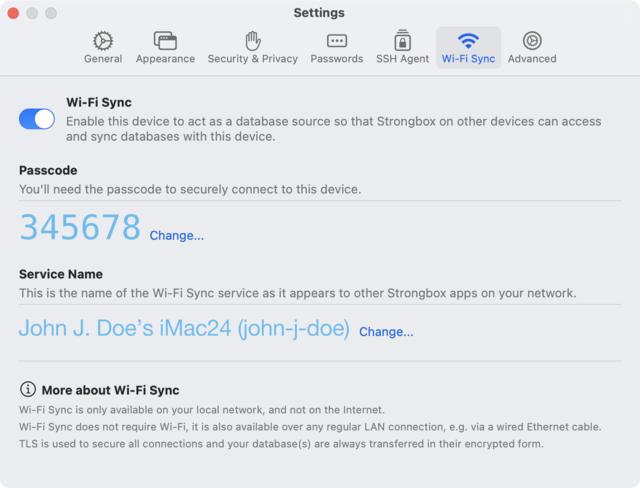 Settings
General
Appearance
Security & Privacy
Passwords
SSH Agent
Wi-Fi Sync
Advanced
Wi-Fi Sync
Enable this device to act as a database source so that Strongbox on other devices can access
and sync databases with this device.
Passcode
You'll need the passcode to securely connect to this device.
345678 Change...
Service Name
This is the name of the Wi-Fi Sync service as it appears to other Strongbox apps on your network.
John J. Doe’s iMac24 (john-j-doe) Change...
More about Wi-Fi Sync
Wi-Fi Sync is only available on your local network, and not on the Internet.
Wi-Fi Sync does not require Wi-Fi, it is also available over any regular LAN connection, e.g. via a wired Ethernet cable.
TLS is used to secure all connections and your database(s) are always transferred in their encrypted form.